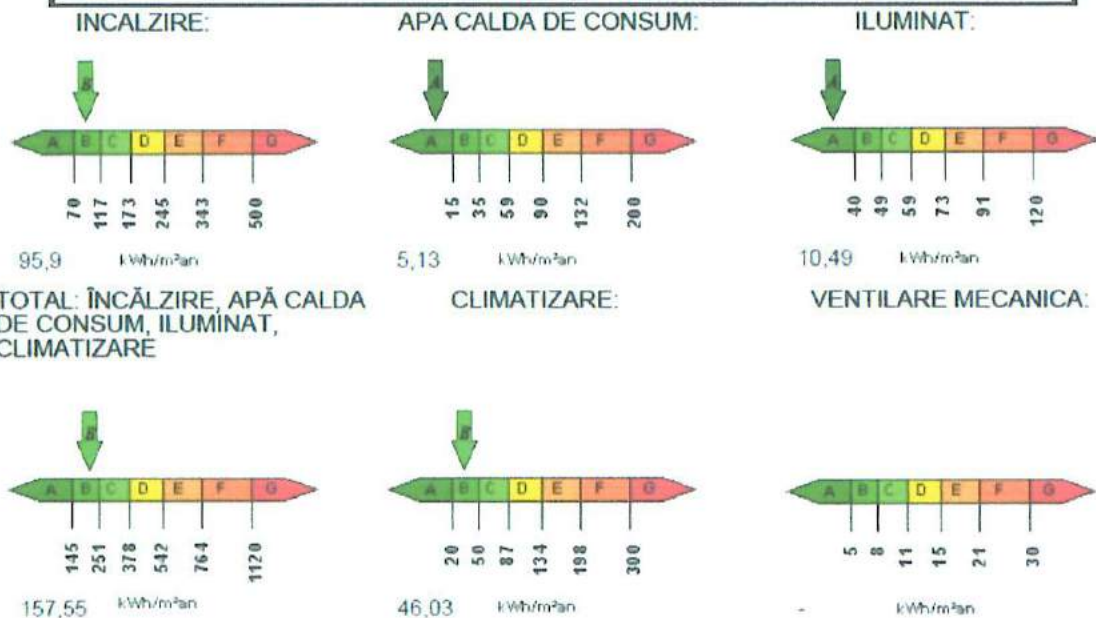 INCALZIRE: APA CALDA DE CONSUM: ILUMINAT:
B A A
A B C D E F G A B C D E F G A B C D E F G
70 117 173 245 343 500 15 35 59 90 132 200 40 49 59 73 91 120
95,9 kWh/m²an 5,13 kWh/m²an 10,49 kWh/m²an
TOTAL: ÎNCĂLZIRE, APĂ CALDA
DE CONSUM, ILUMINAT,
CLIMATIZARE
CLIMATIZARE:
VENTILARE MECANICA:
B B
A B C D E F G A B C D E F G A B C D E F G
145 251 378 542 764 1120 20 50 87 134 198 300 5 8 11 15 21 30
157,55 kWh/m²an 46,03 kWh/m²an - kWh/m²an